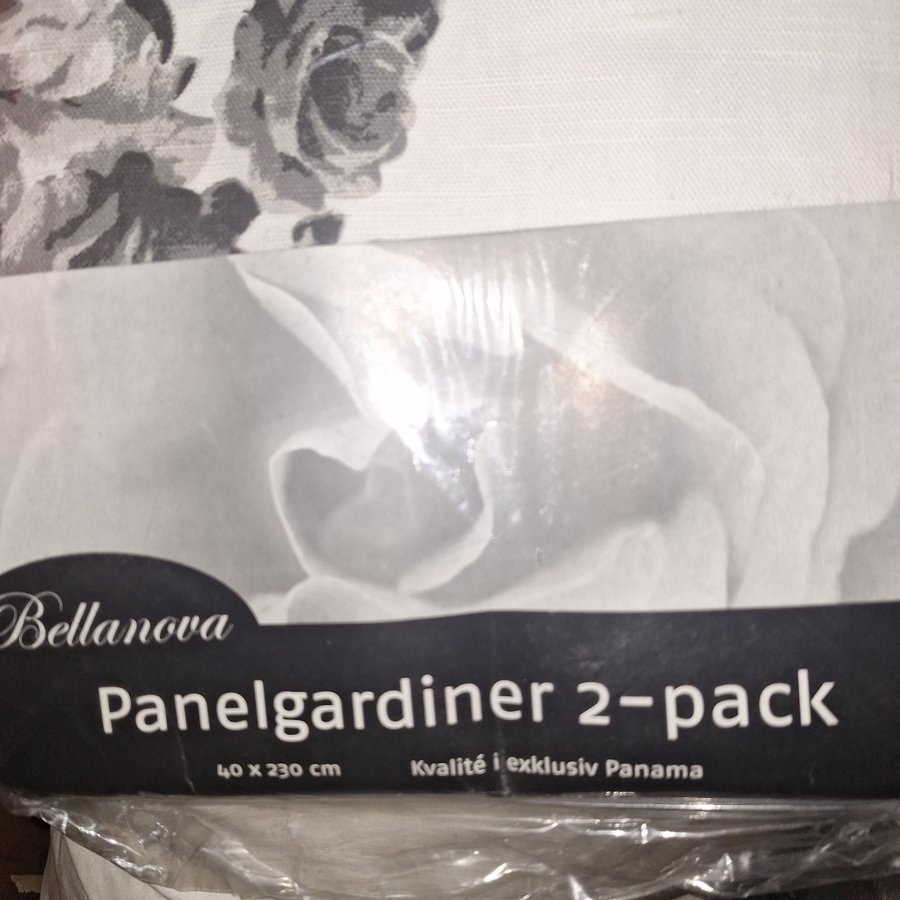 Bellanova
Panelgardiner 2-pack
40 x 230 cm
Kvalité i exklusiv Panama